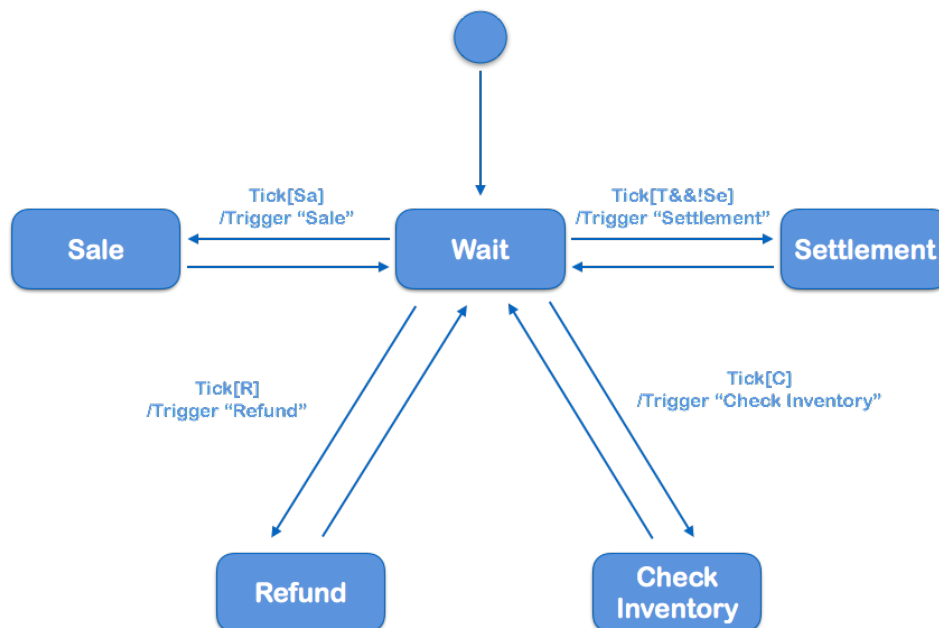 Tick[Sa]
/Trigger “Sale”
Tick[T&&!Se]
/Trigger “Settlement”
Sale
Wait
Settlement
Tick[R]
/Trigger “Refund”
Tick[C]
/Trigger “Check Inventory”
Refund
Check
Inventory